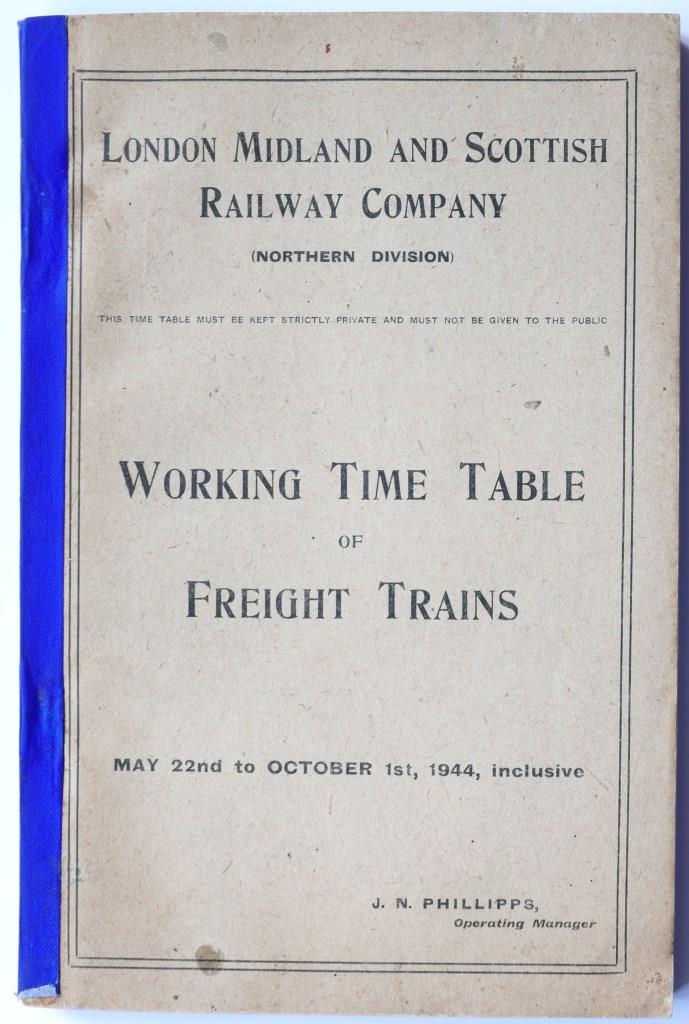 LONDON MIDLAND AND SCOTTISH
RAILWAY COMPANY
(NORTHERN DIVISION)
THIS TIME TABLE MUST BE KEPT STRICTLY PRIVATE AND MUST NOT BE GIVEN TO THE PUBLIC
WORKING TIME TABLE
OF
FREIGHT TRAINS
MAY 22nd to OCTOBER 1st, 1944, inclusive
J. N. PHILLIPPS,
Operating Manager